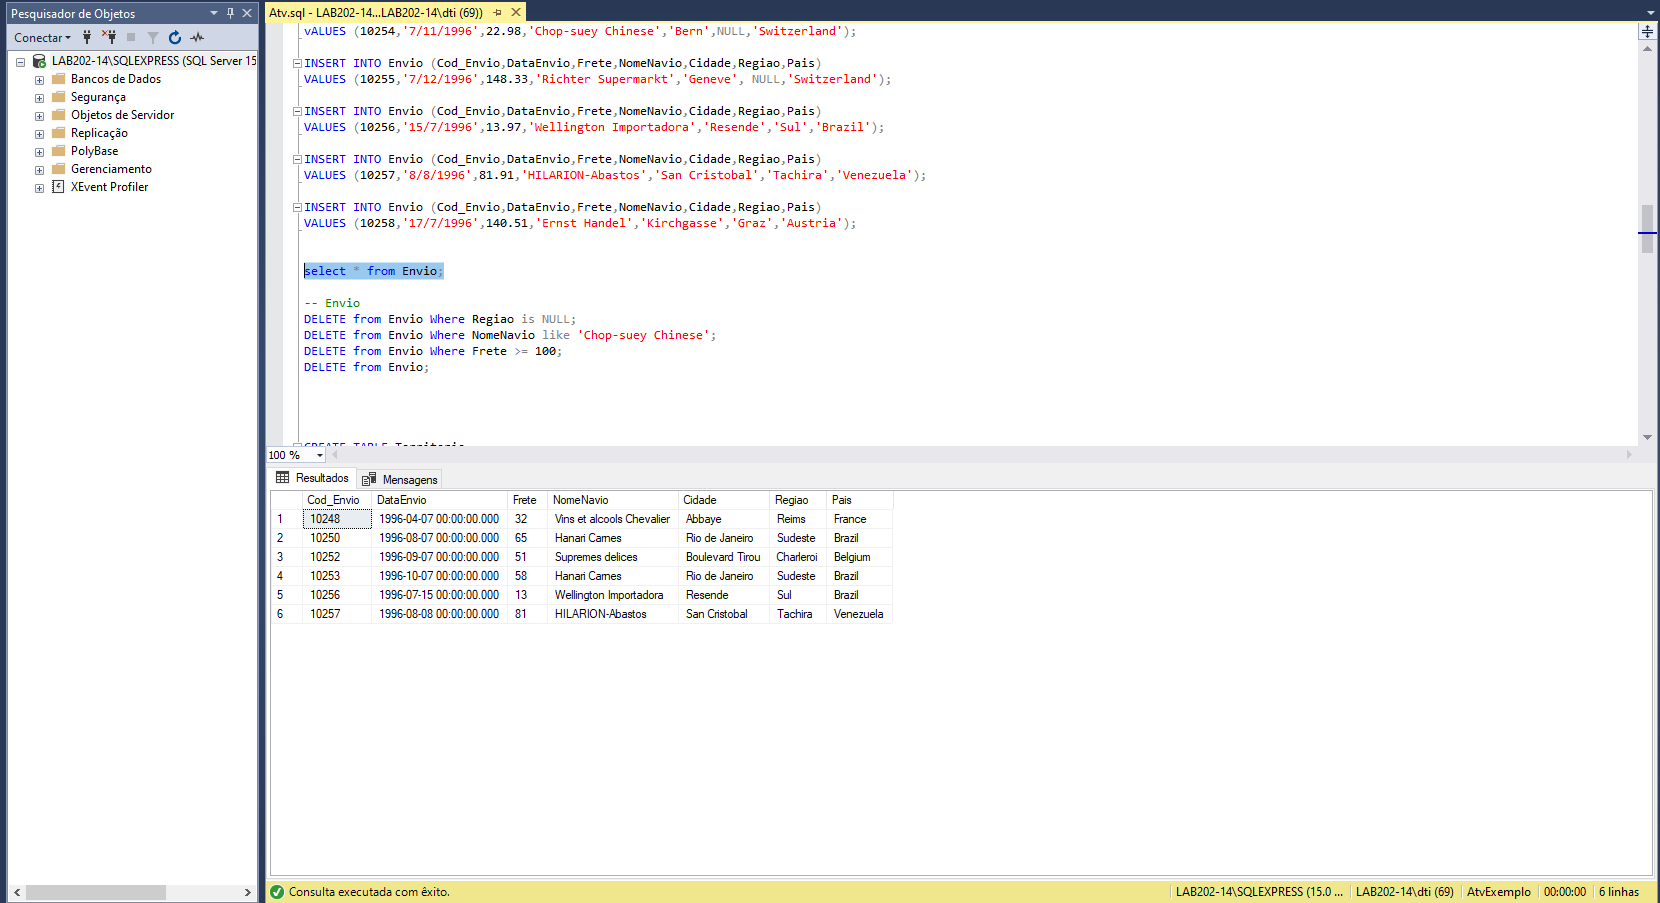 Pesquisador de Objetos
Conectar
LAB202-14\SQLEXPRESS (SQL Server 15
Bancos de Dados
Segurança
Objetos de Servidor
Replicação
PolyBase
Gerenciamento
XEvent Profiler
Atv.sql - LAB202-14...LAB202-14\dti (69))
vALUES (10254,'7/11/1996',22.98,'Chop-suey Chinese','Bern',NULL,'Switzerland');
INSERT INTO Envio (Cod_Envio,DataEnvio,Frete,NomeNavio,Cidade,Regiao,Pais)
VALUES (10255,'7/12/1996',148.33,'Richter Supermarkt','Geneve', NULL,'Switzerland');
INSERT INTO Envio (Cod_Envio,DataEnvio,Frete,NomeNavio,Cidade,Regiao,Pais)
VALUES (10256,'15/7/1996',13.97,'Wellington Importadora','Resende','Sul','Brazil');
INSERT INTO Envio (Cod_Envio,DataEnvio,Frete,NomeNavio,Cidade,Regiao,Pais)
VALUES (10257,'8/8/1996',81.91,'HILARION-Abastos','San Cristobal','Tachira','Venezuela');
INSERT INTO Envio (Cod_Envio,DataEnvio,Frete,NomeNavio,Cidade,Regiao,Pais)
VALUES (10258,'17/7/1996',140.51,'Ernst Handel','Kirchgasse','Graz','Austria');
select * from Envio;
-- Envio
DELETE from Envio Where Regiao is NULL;
DELETE from Envio Where NomeNavio like 'Chop-suey Chinese';
DELETE from Envio Where Frete >= 100;
DELETE from Envio;
CREATE TABLE Territorio
100 %
Resultados Mensagens
Cod_Envio DataEnvio Frete NomeNavio Cidade Regiao Pais
1 10248 1996-04-07 00:00:00.000 32 Vins et alcools Chevalier Abbaye Reims France
2 10250 1996-08-07 00:00:00.000 65 Hanari Carnes Rio de Janeiro Sudeste Brazil
3 10252 1996-09-07 00:00:00.000 51 Supremes delices Boulevard Tirou Charleroi Belgium
4 10253 1996-10-07 00:00:00.000 58 Hanari Carnes Rio de Janeiro Sudeste Brazil
5 10256 1996-07-15 00:00:00.000 13 Wellington Importadora Resende Sul Brazil
6 10257 1996-08-08 00:00:00.000 81 HILARION-Abastos San Cristobal Tachira Venezuela
Consulta executada com êxito.
LAB202-14\SQLEXPRESS (15.0 ... LAB202-14\dti (69) AtvExemplo 00:00:00 6 linhas